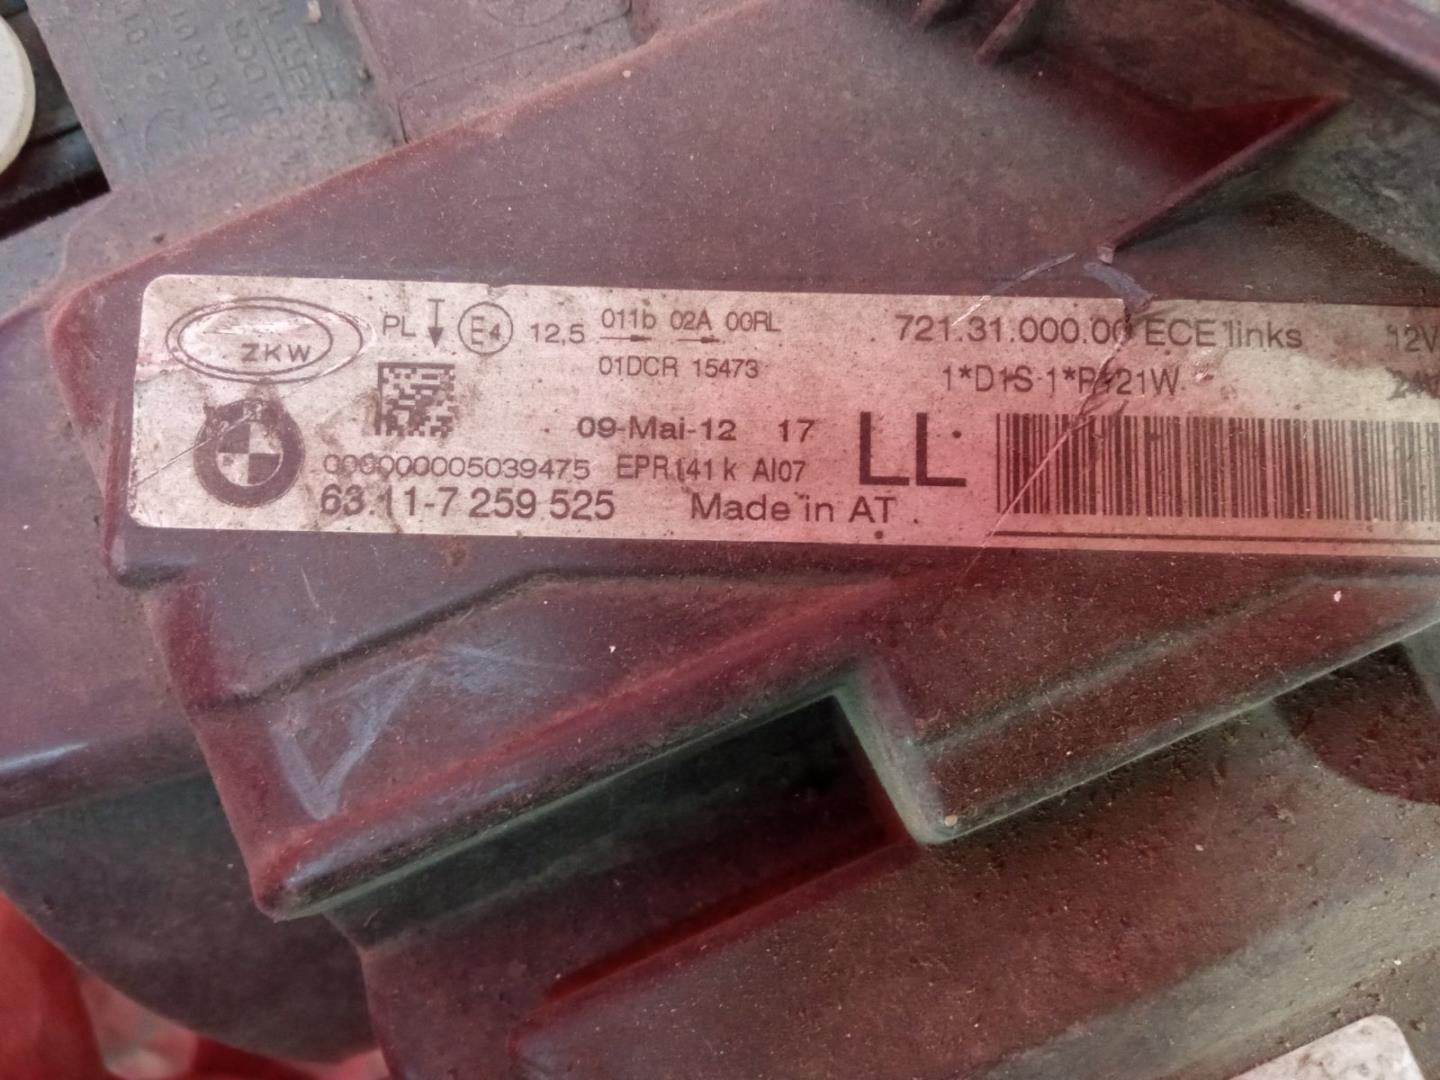 ZKW PL E4 12,5 011b 02A 00RL 721.31.000.00 ECE links 12V
01DCR 15473 1*D1S 1*PY21W
09-Mai-12 17 LL
000000005039475 EPR141 k AI07
63.11-7 259 525 Made in AT